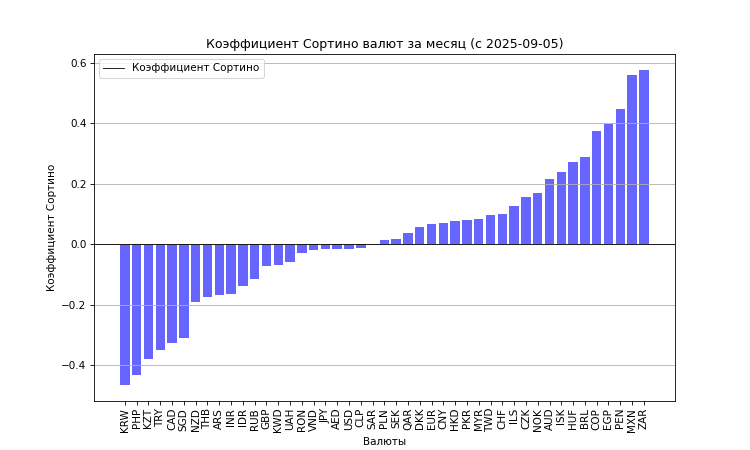 Коэффициент Сортино валют за месяц (с 2025-09-05)
Коэффициент Сортино
Коэффициент Сортино
0.6
0.4
0.2
0.0
−0.2
−0.4
KRW PHP KZT TRY CAD SGD NZD THB ARS INR IDR RUB GBP KWD UAH RON VND JPY AED USD CLP SAR PLN SEK QAR DKK EUR CNY HKD PKR MYR TWD CHF ILS CZK NOK AUD ISK HUF BRL COP EGP PEN MXN ZAR
Валюты